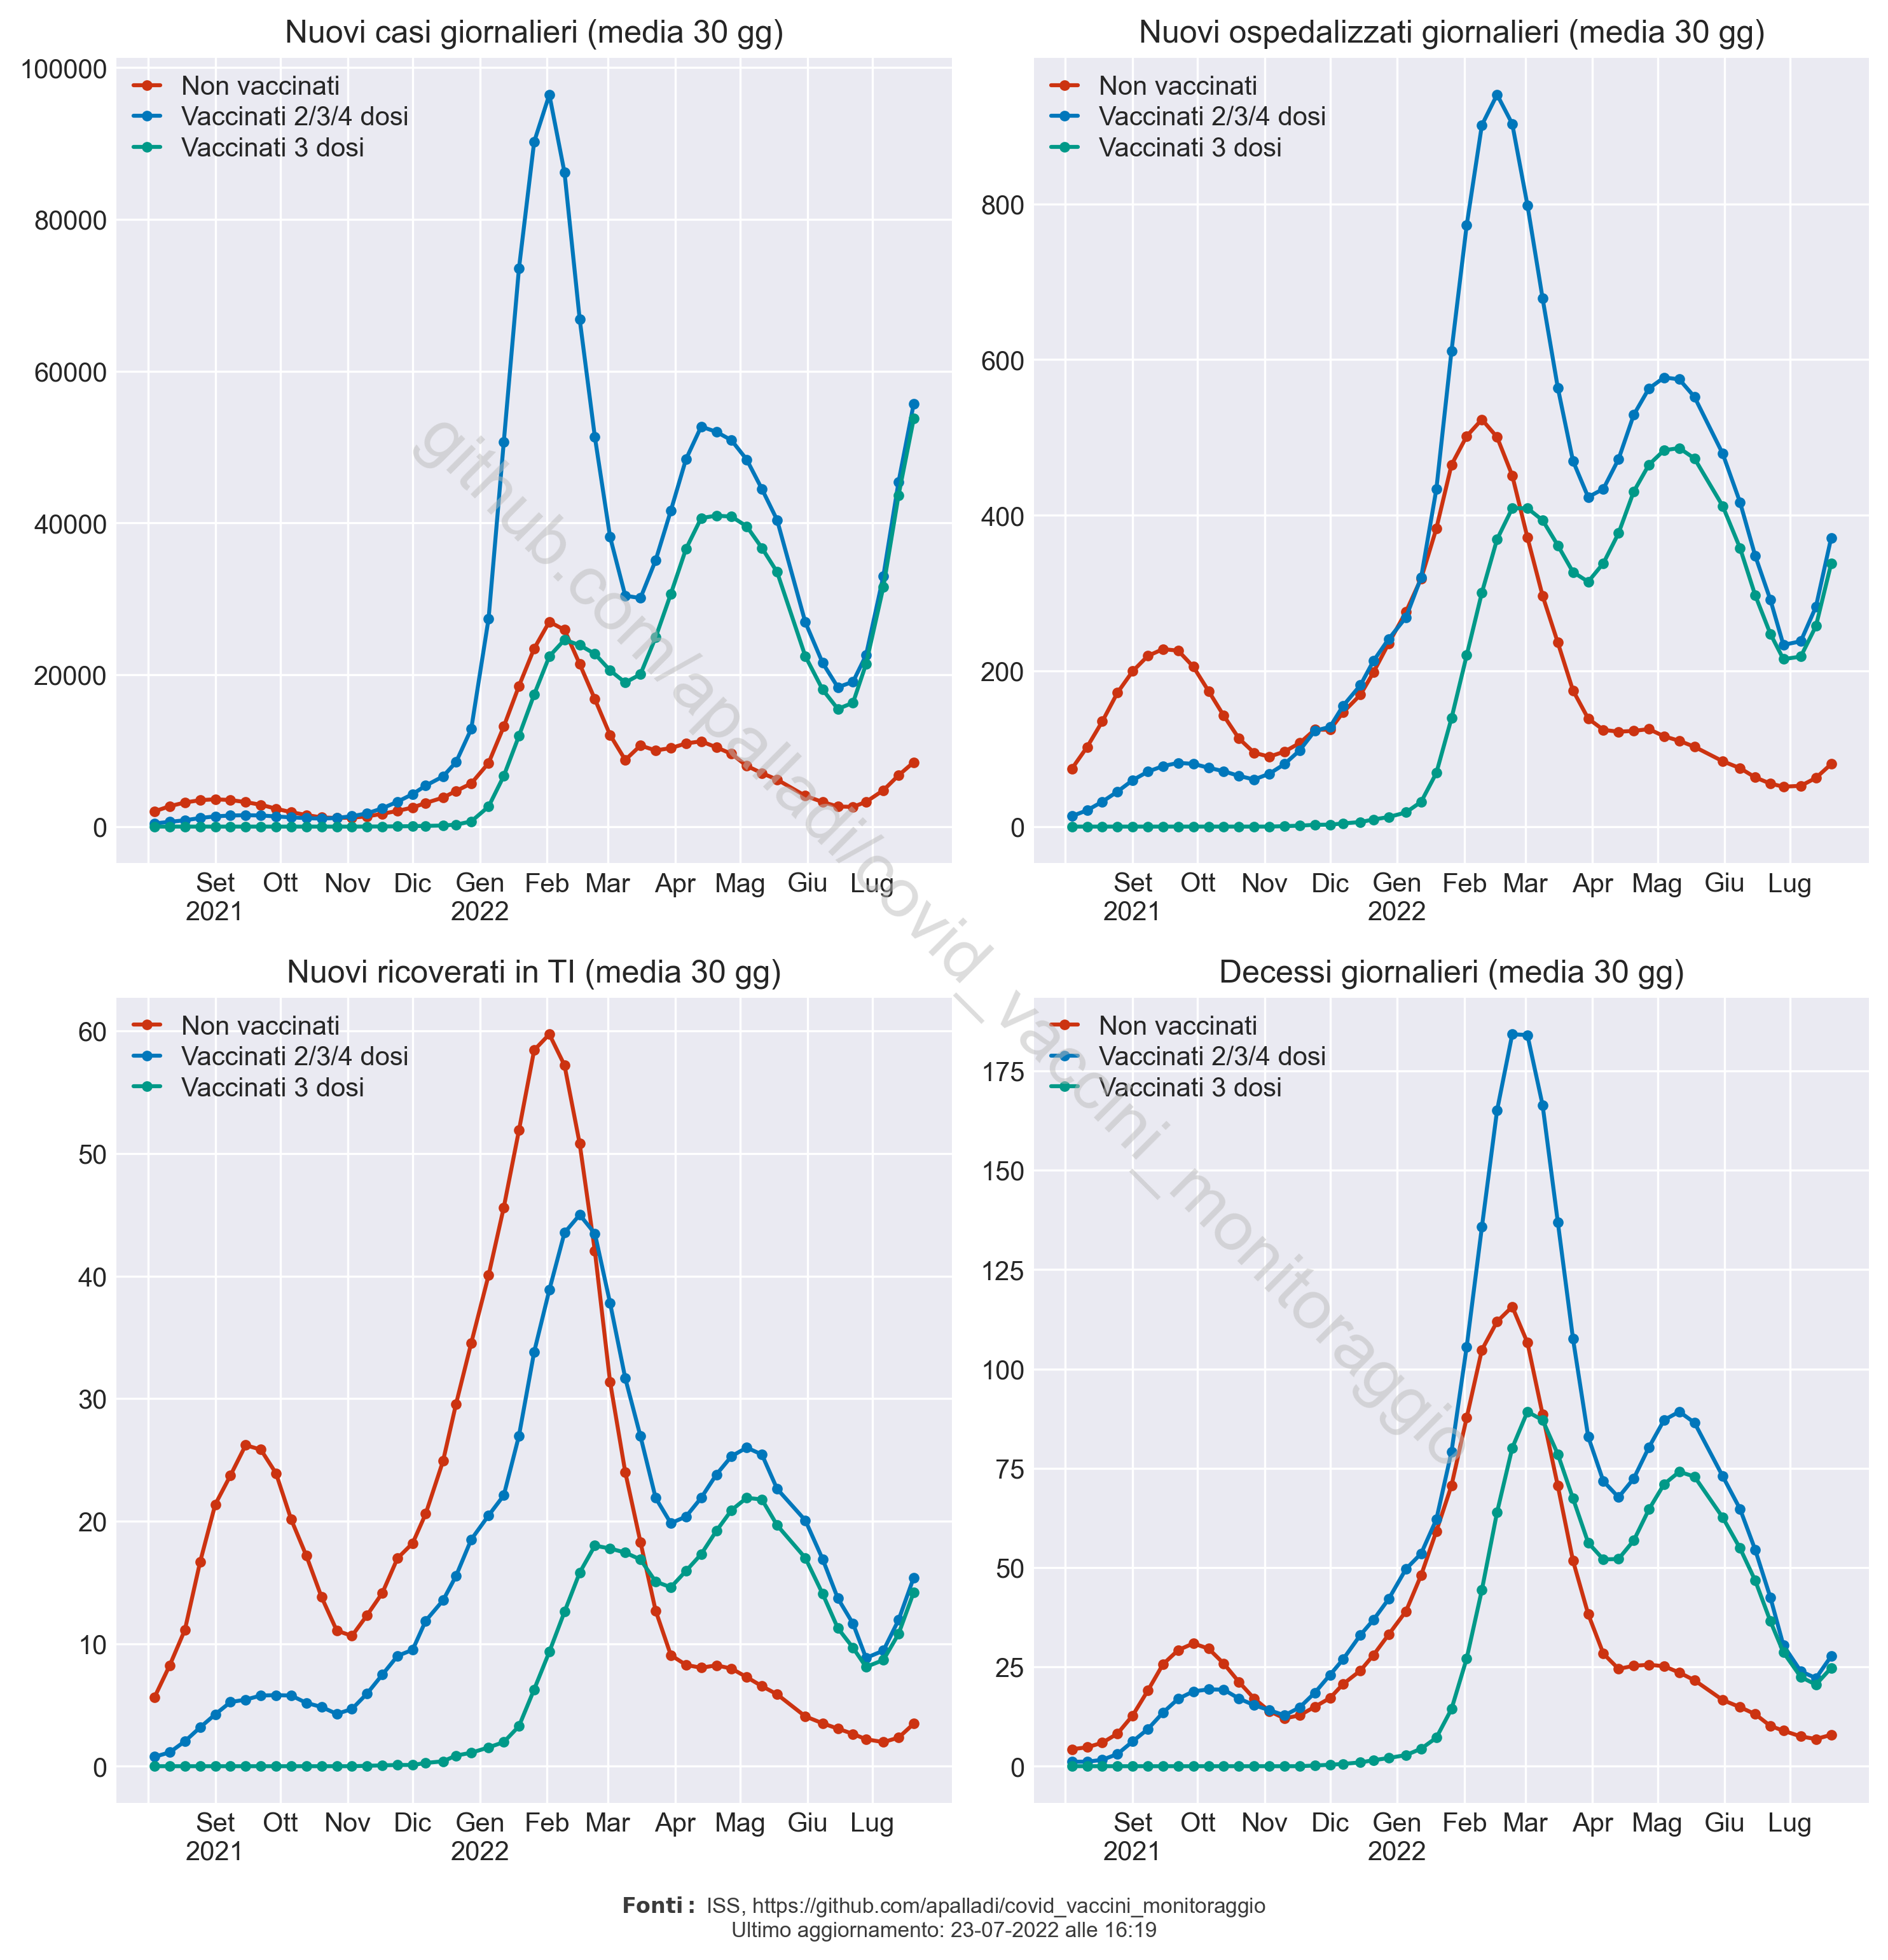 Nuovi casi giornalieri (media 30 gg)
100000
80000
60000
40000
20000
0
Non vaccinati
Vaccinati 2/3/4 dosi
Vaccinati 3 dosi
Set Ott Nov Dic Gen Feb Mar Apr Mag Giu Lug
2021 2022
Nuovi ospedalizzati giornalieri (media 30 gg)
800
600
400
200
0
Non vaccinati
Vaccinati 2/3/4 dosi
Vaccinati 3 dosi
Set Ott Nov Dic Gen Feb Mar Apr Mag Giu Lug
2021 2022
Nuovi ricoverati in TI (media 30 gg)
60
50
40
30
20
10
0
Non vaccinati
Vaccinati 2/3/4 dosi
Vaccinati 3 dosi
Set Ott Nov Dic Gen Feb Mar Apr Mag Giu Lug
2021 2022
Decessi giornalieri (media 30 gg)
175
150
125
100
75
50
25
0
Non vaccinati
Vaccinati 2/3/4 dosi
Vaccinati 3 dosi
Set Ott Nov Dic Gen Feb Mar Apr Mag Giu Lug
2021 2022
github.com/apalladi/covid_vaccini_monitoraggio
Fonti: ISS, https://github.com/apalladi/covid_vaccini_monitoraggio
Ultimo aggiornamento: 23-07-2022 alle 16:19